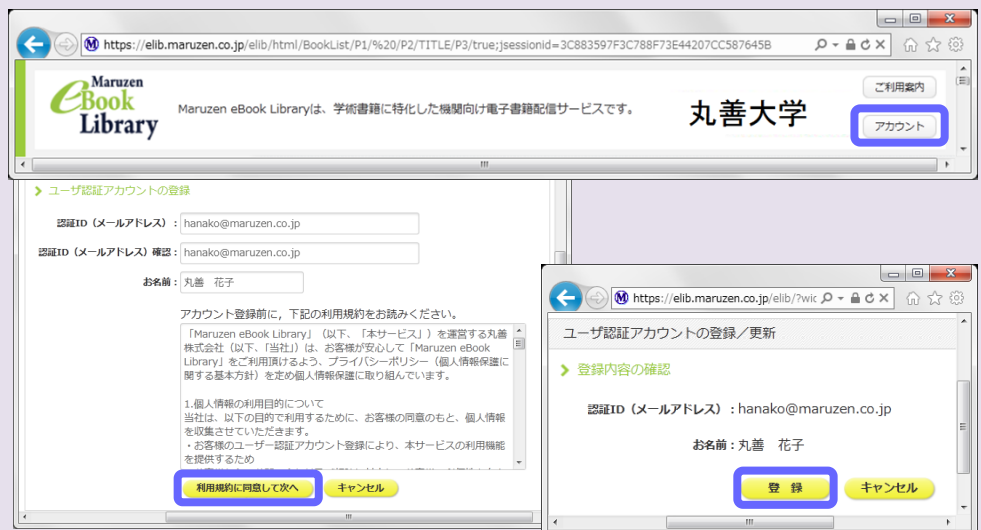 https://elib.maruzen.co.jp/elib/html/BookList/P1/%20/P2/TITLE/P3/true;jsessionid=3C883597F3C788F73E44207CC587645B
Maruzen
eBook
Library
Maruzen eBook Libraryは、学術書籍に特化した機関向け電子書籍配信サービスです。
丸善大学
ご利用案内
アカウント
ユーザ認証アカウントの登録
認証ID（メールアドレス）：hanako@maruzen.co.jp
認証ID（メールアドレス）確認：hanako@maruzen.co.jp
お名前：丸善　花子
アカウント登録前に，下記の利用規約をお読みください。
「Maruzen eBook Library」（以下、「本サービス」）を運営する丸善
株式会社（以下、「当社」）は、お客様が安心して「Maruzen eBook
Library」をご利用頂けるよう、プライバシーポリシー（個人情報保護に
関する基本方針）を定め個人情報保護に取り組んでいます。
1.個人情報の利用目的について
当社は、以下の目的で利用するために、お客様の同意のもと、個人情報
を収集させていただきます。
・お客様のユーザー認証アカウント登録により、本サービスの利用機能
を提供するため
利用規約に同意して次へ
キャンセル
https://elib.maruzen.co.jp/elib/?wic
ユーザ認証アカウントの登録／更新
登録内容の確認
認証ID（メールアドレス）：hanako@maruzen.co.jp
お名前：丸善　花子
登 録
キャンセル